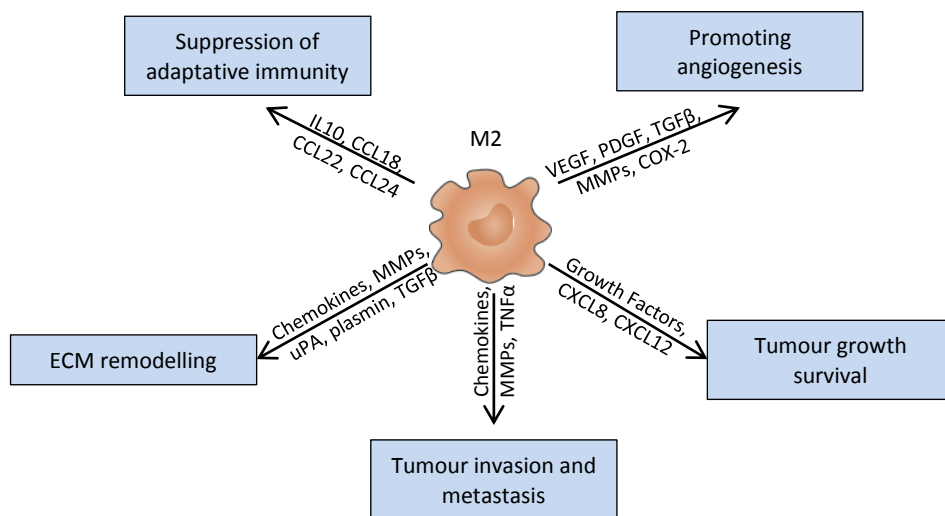 Suppression of
adaptative immunity
Promoting
angiogenesis
M2
IL10, CCL18,
CCL22, CCL24
VEGF, PDGF, TGFβ,
MMPs, COX-2
Chemokines, MMPs,
uPA, plasmin, TGFβ
Chemokines,
MMPs, TNFα
Growth Factors,
CXCL8, CXCL12
ECM remodelling
Tumour growth
survival
Tumour invasion and
metastasis